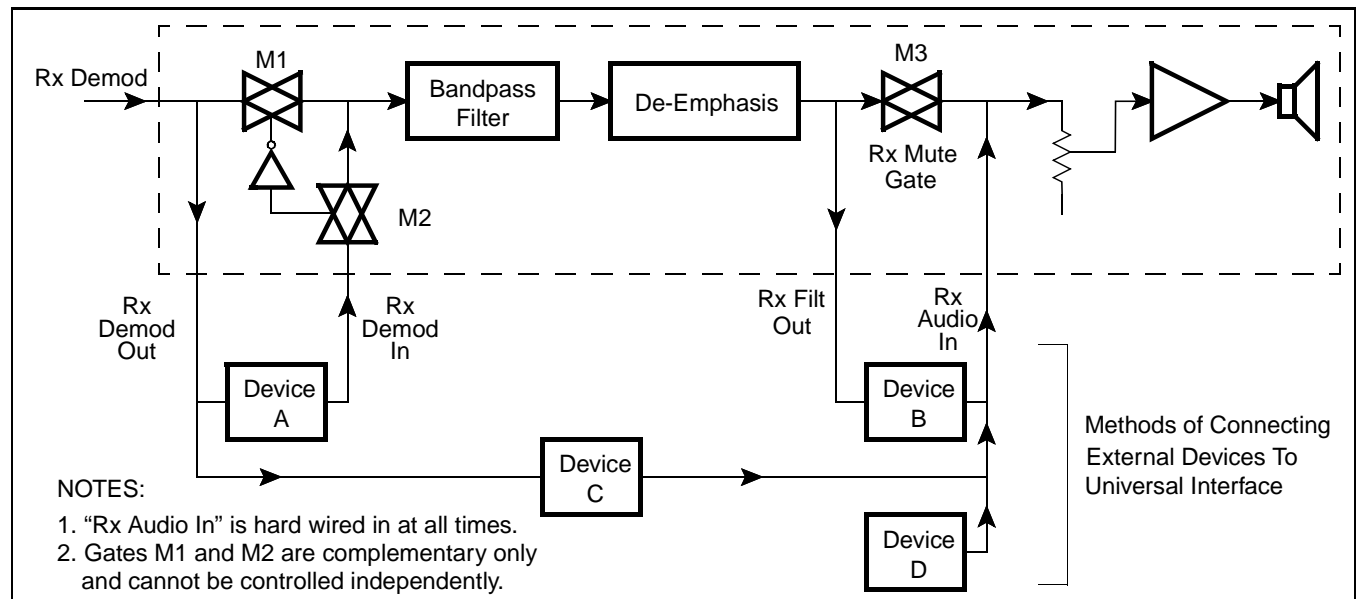 Rx Demod
M1
Bandpass
Filter
De-Emphasis
M3
Rx Mute
Gate
M2
Rx
Demod
Out
Rx
Demod
In
Rx Filt
Out
Rx
Audio
In
Device
A
Device
B
Device
C
Device
D
Methods of Connecting
External Devices To
Universal Interface
NOTES:
1. “Rx Audio In” is hard wired in at all times.
2. Gates M1 and M2 are complementary only
and cannot be controlled independently.